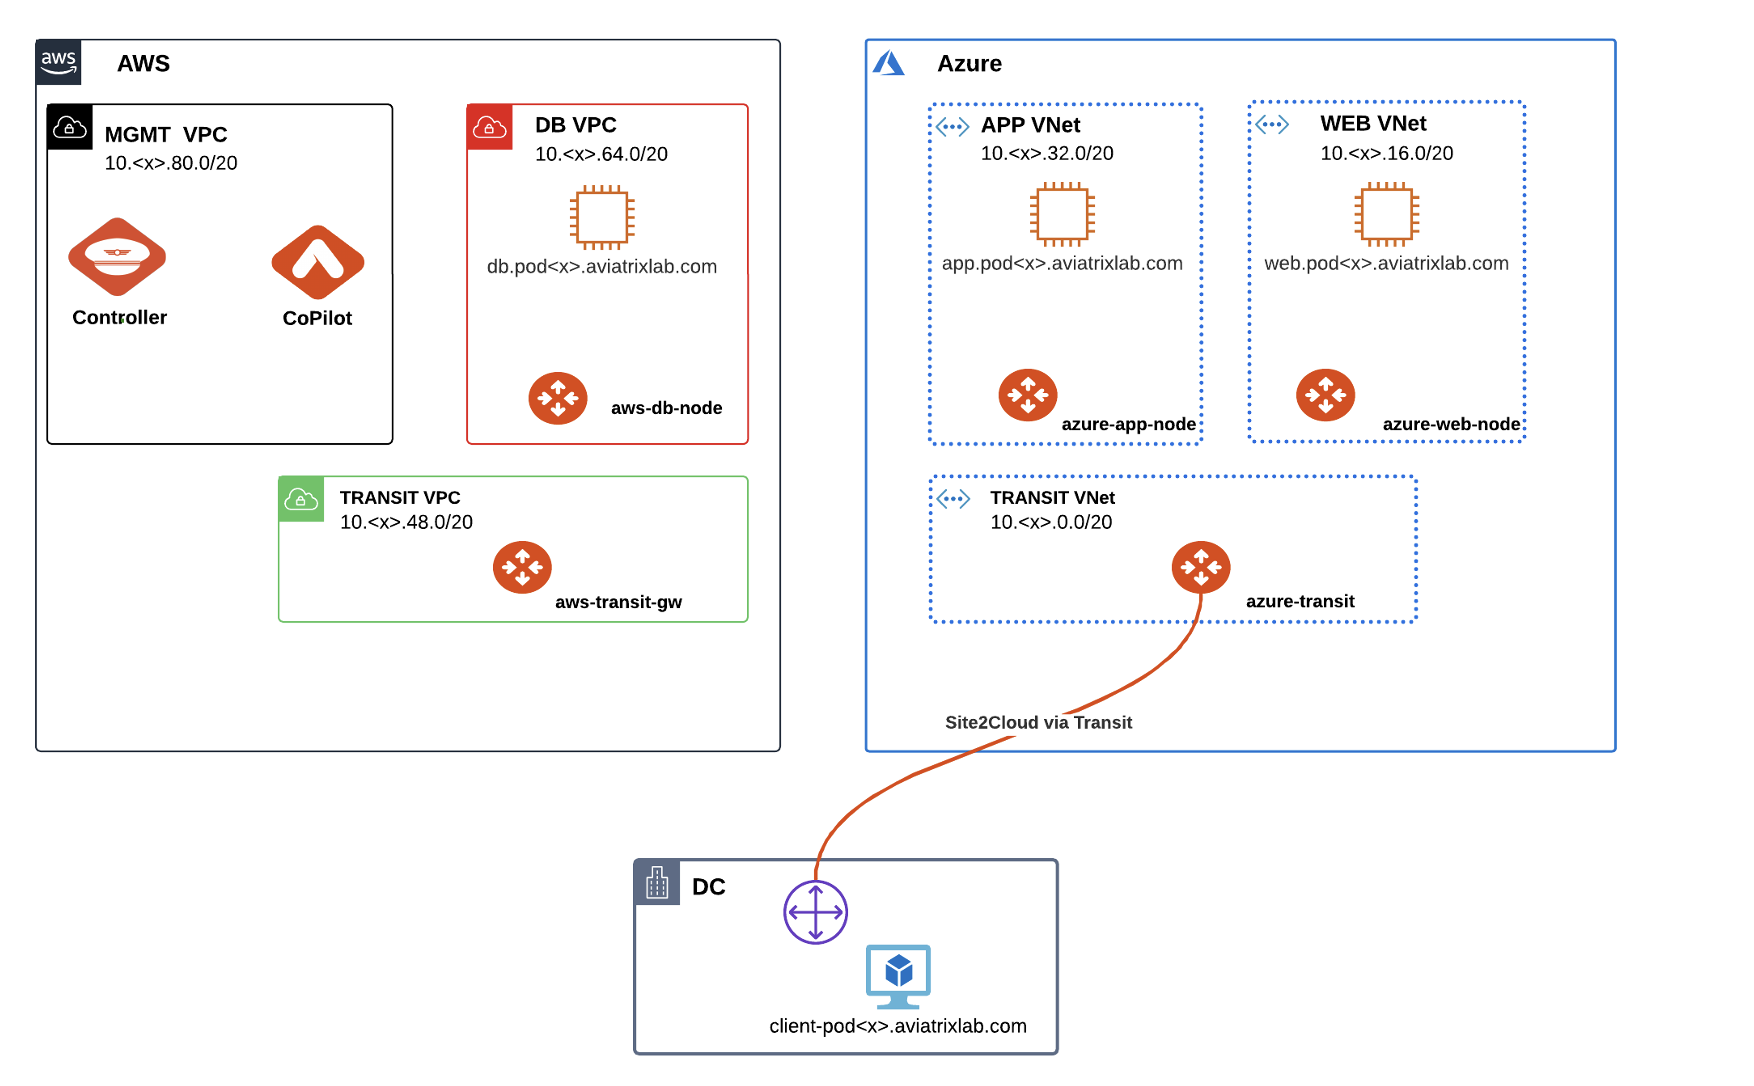 aws
AWS
MGMT VPC
10.<x>.80.0/20
Controller
CoPilot
DB VPC
10.<x>.64.0/20
db.pod<x>.aviatrixlab.com
aws-db-node
TRANSIT VPC
10.<x>.48.0/20
aws-transit-gw
Azure
APP VNet
10.<x>.32.0/20
app.pod<x>.aviatrixlab.com
azure-app-node
WEB VNet
10.<x>.16.0/20
web.pod<x>.aviatrixlab.com
azure-web-node
TRANSIT VNet
10.<x>.0.0/20
azure-transit
Site2Cloud via Transit
DC
client-pod<x>.aviatrixlab.com